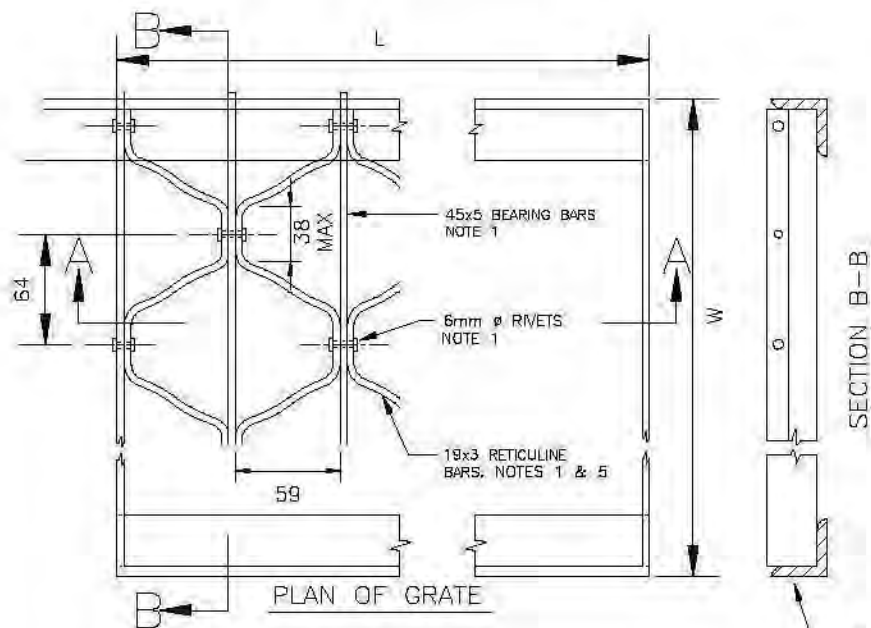 B
L
45x5 BEARING BARS
NOTE 1
38
MAX
A
A
64
6mm ø RIVETS
NOTE 1
W
SECTION B-B
19x3 RETICULINE
BARS. NOTES 1 & 5
59
B
PLAN OF GRATE